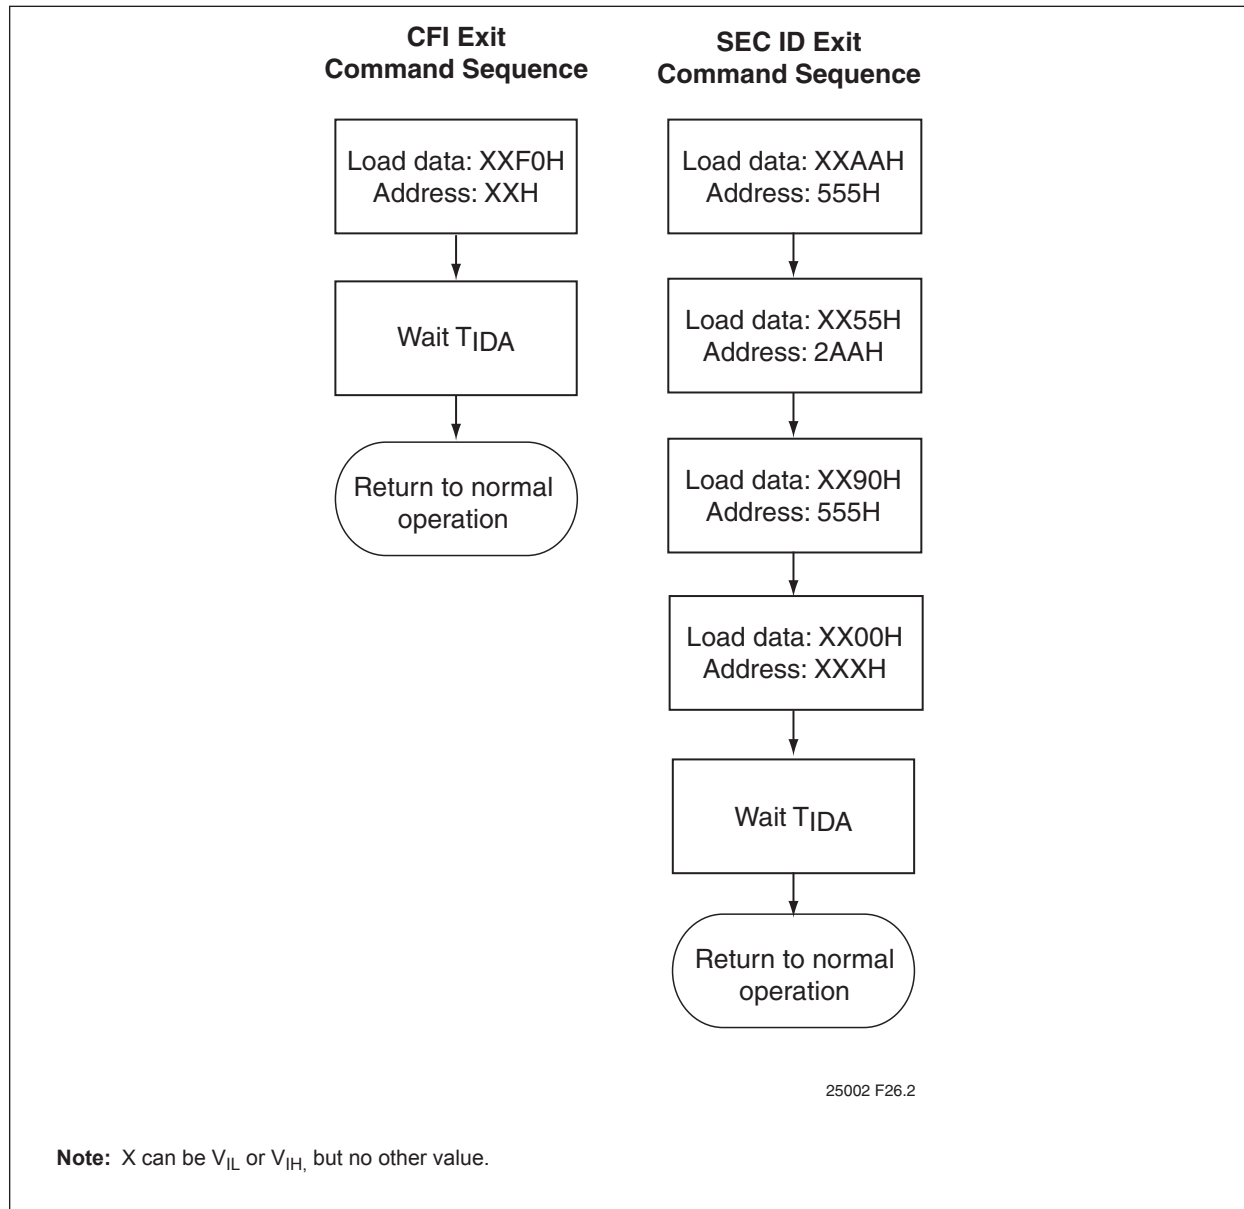 CFI Exit
Command Sequence
Load data: XXF0H
Address: XXH
Wait TIDA
Return to normal
operation
SEC ID Exit
Command Sequence
Load data: XXAAH
Address: 555H
Load data: XX55H
Address: 2AAH
Load data: XX90H
Address: 555H
Load data: XX00H
Address: XXXH
Wait TIDA
Return to normal
operation
25002 F26.2
Note: X can be VIL or VIH, but no other value.